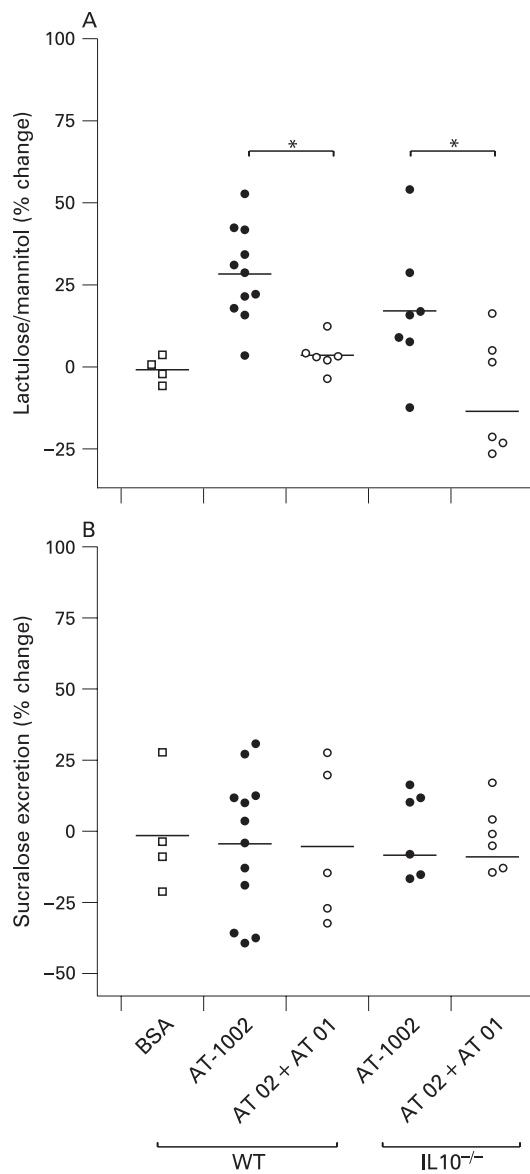 A
Lactulose/mannitol (% change)
100
75
50
25
0
−25
*
*
B
Sucralose excretion (% change)
100
75
50
25
0
−25
−50
BSA
AT-1002
AT 02 + AT 01
AT-1002
AT 02 + AT 01
WT
IL10−/−